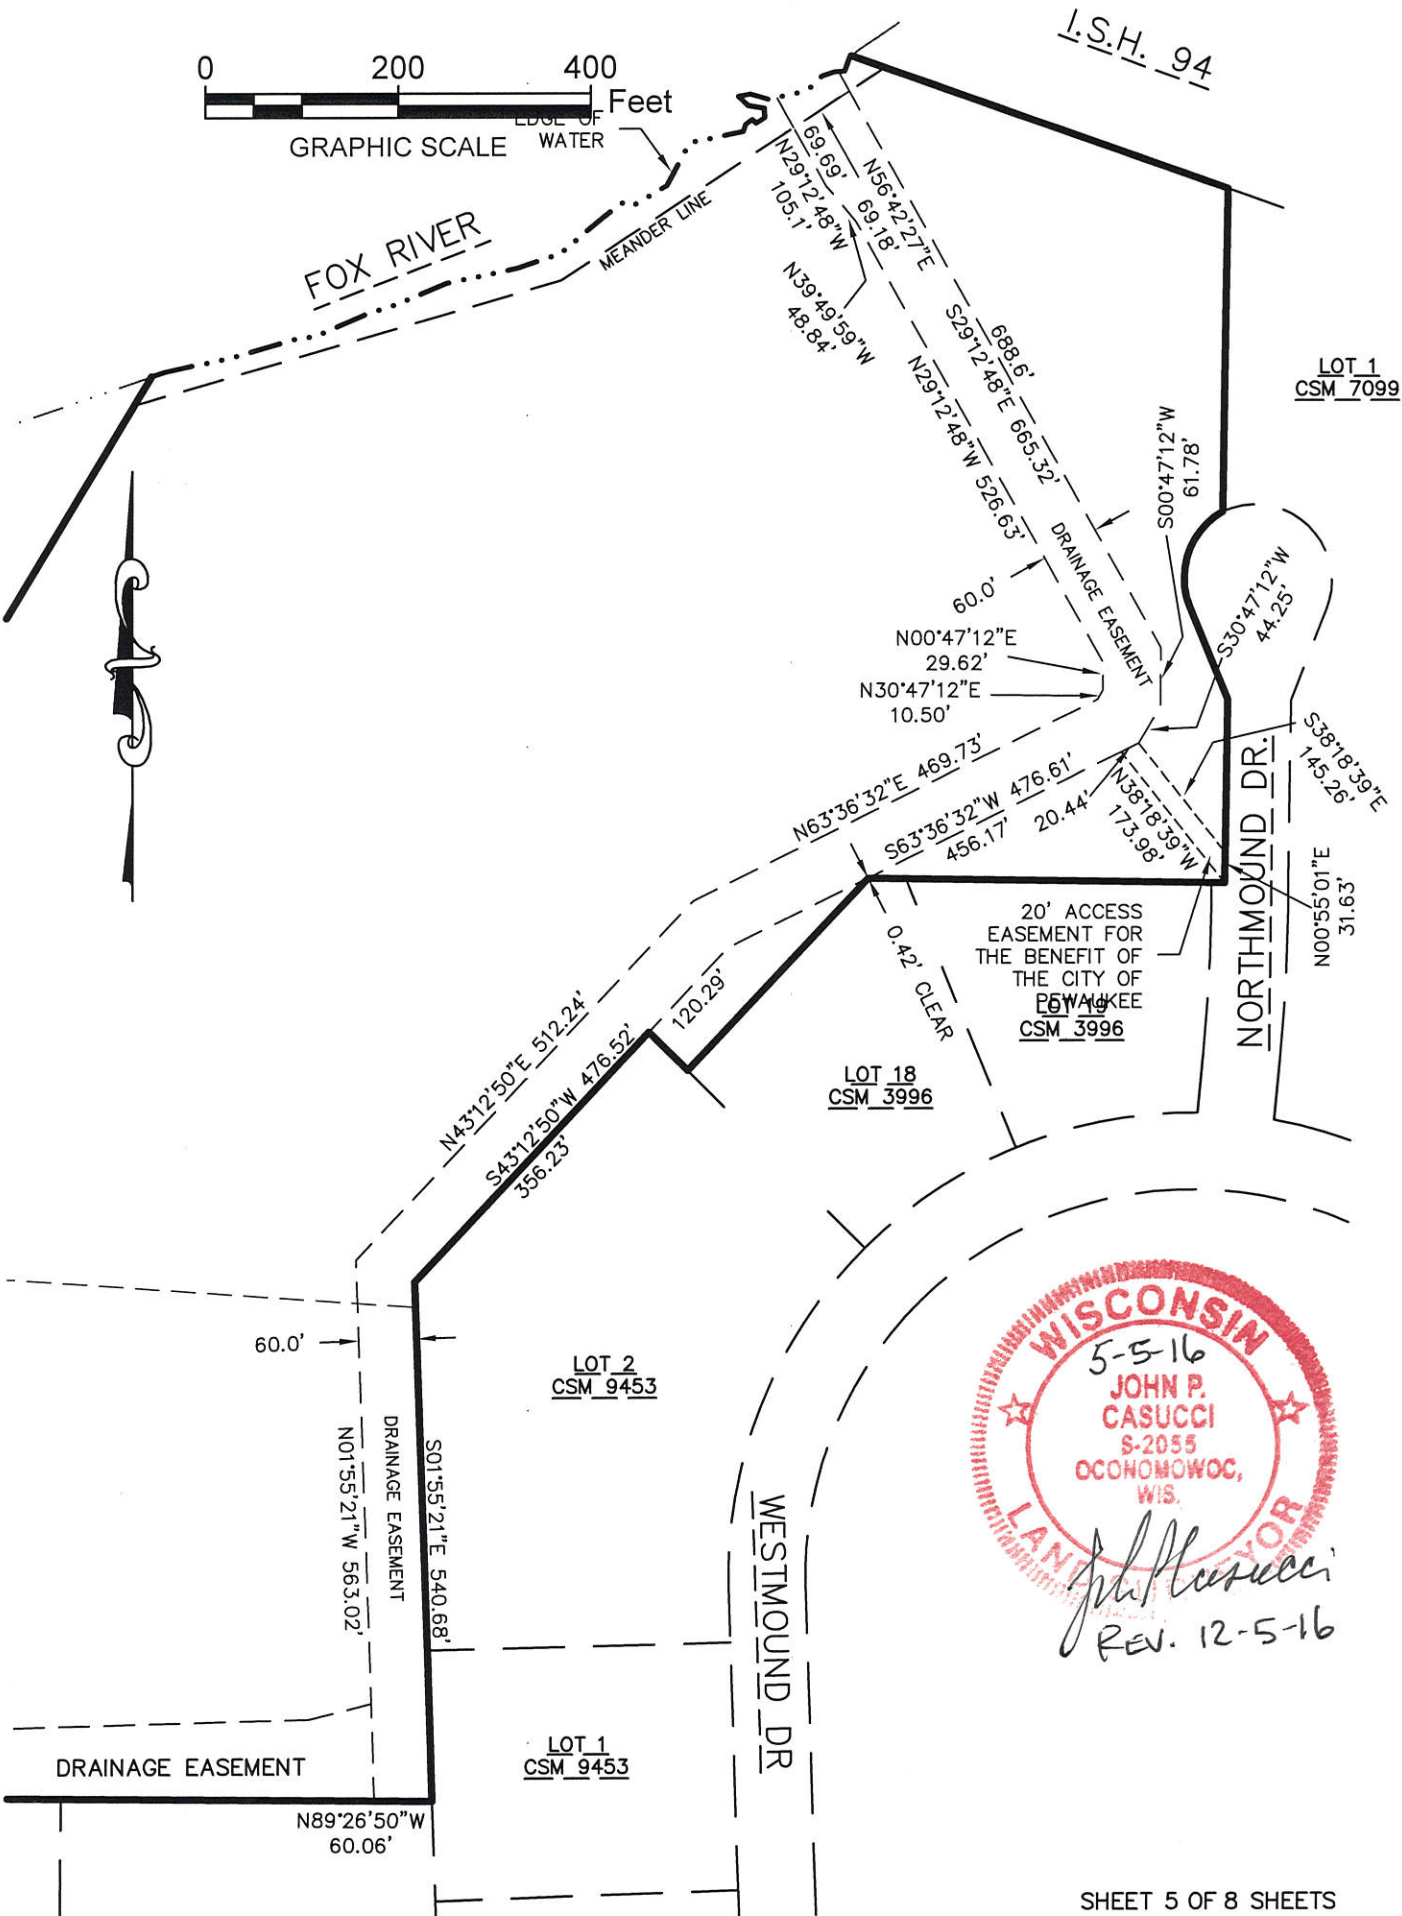 I.S.H. 94
0 200 400
Feet
GRAPHIC SCALE
EDGE OF
WATER
FOX RIVER
MEANDER LINE
69.69'
N29°12'48"W
105.1'
N56°42'27"E
69.18'
N39°49'59"W
48.84'
688.6'
S29°12'48"E 665.32'
N29°12'48"W 526.63'
LOT 1
CSM 7099
S00°47'12"W
61.78'
DRAINAGE EASEMENT
60.0'
S30°47'12"W
44.25'
N00°47'12"E
29.62'
N30°47'12"E
10.50'
S38°18'39"E
145.26'
N63°36'32"E 469.73'
S63°36'32"W 476.61'
456.17'
20.44'
N38°18'39"W
173.98'
NORTHMOUND DR.
N00°55'01"E
31.63'
20' ACCESS
EASEMENT FOR
THE BENEFIT OF
THE CITY OF
PEWAUKEE
LOT 19
CSM 3996
0.42' CLEAR
120.29'
N43°12'50"E 512.24'
S43°12'50"W 476.52'
356.23'
LOT 18
CSM 3996
60.0'
LOT 2
CSM 9453
DRAINAGE EASEMENT
N01°55'21"W 563.02'
S01°55'21"E 540.68'
WESTMOUND DR
WISCONSIN
5-5-16
JOHN P.
CASUCCI
S-2055
OCONOMOWOC,
WIS.
LAND SURVEYOR
John P Casucci
REV. 12-5-16
DRAINAGE EASEMENT
LOT 1
CSM 9453
N89°26'50"W
60.06'
SHEET 5 OF 8 SHEETS